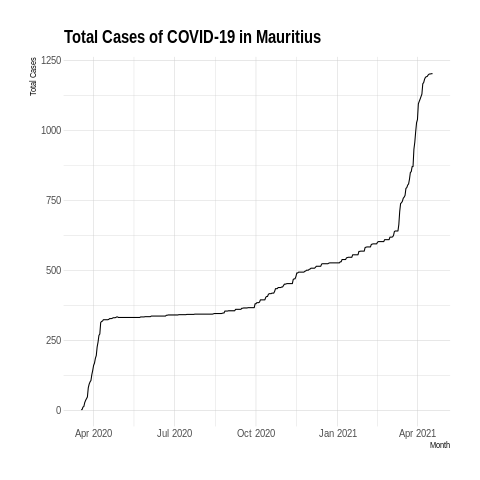 Total Cases of COVID-19 in Mauritius
Total Cases
1250
1000
750
500
250
0
Apr 2020 Jul 2020 Oct 2020 Jan 2021 Apr 2021
Month